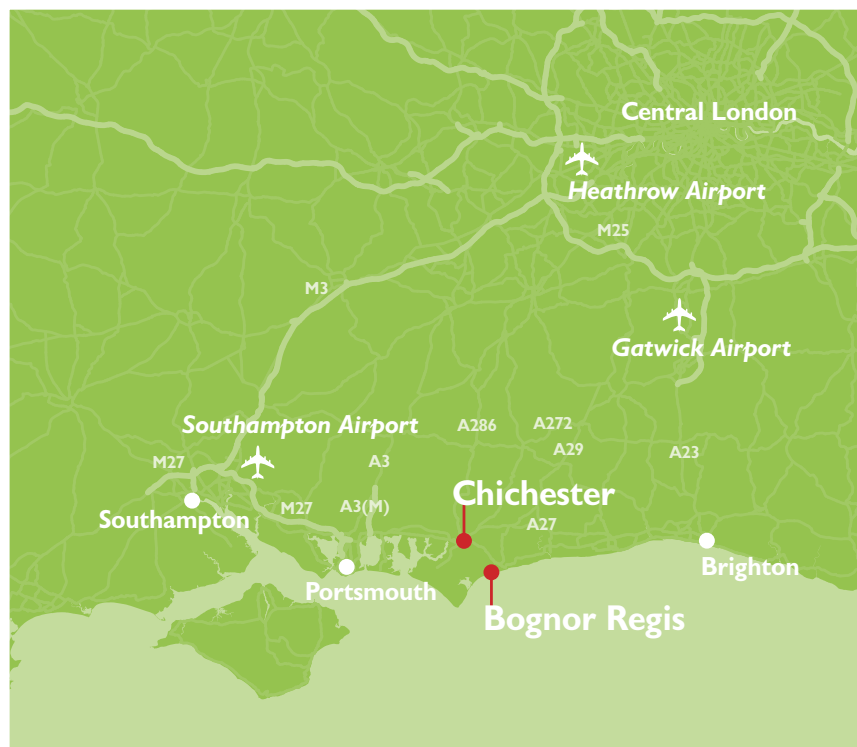 Central London
Heathrow Airport
M25
M3
Gatwick Airport
Southampton Airport
A286
A272
A29
A23
M27
A3
Chichester
A3(M)
M27
Southampton
A27
Brighton
Portsmouth
Bognor Regis